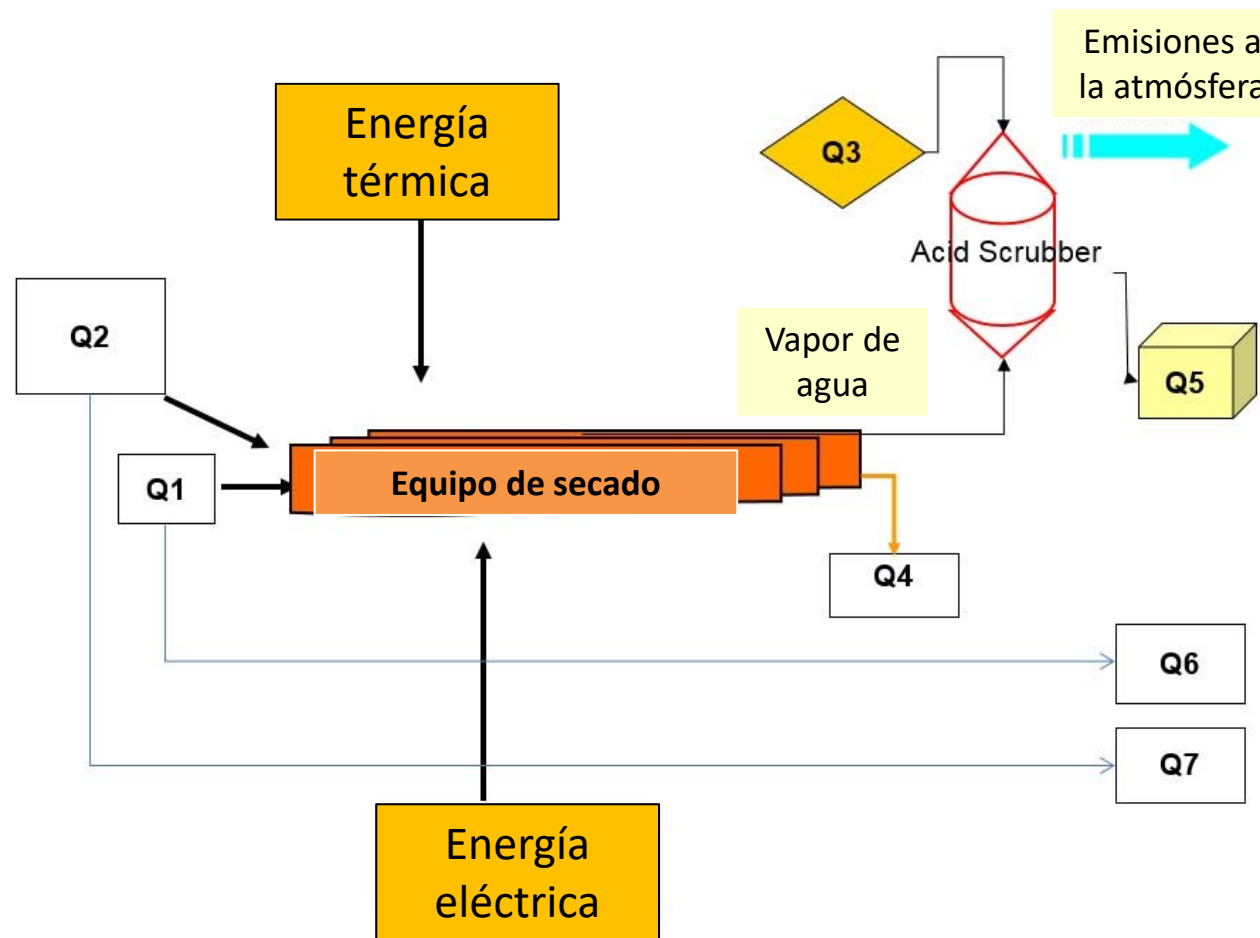 Emisiones a
la atmósfera
Energía
térmica
Q3
Acid Scrubber
Q2
Vapor de
agua
Q5
Q1
Equipo de secado
Q4
Q6
Q7
Energía
eléctrica